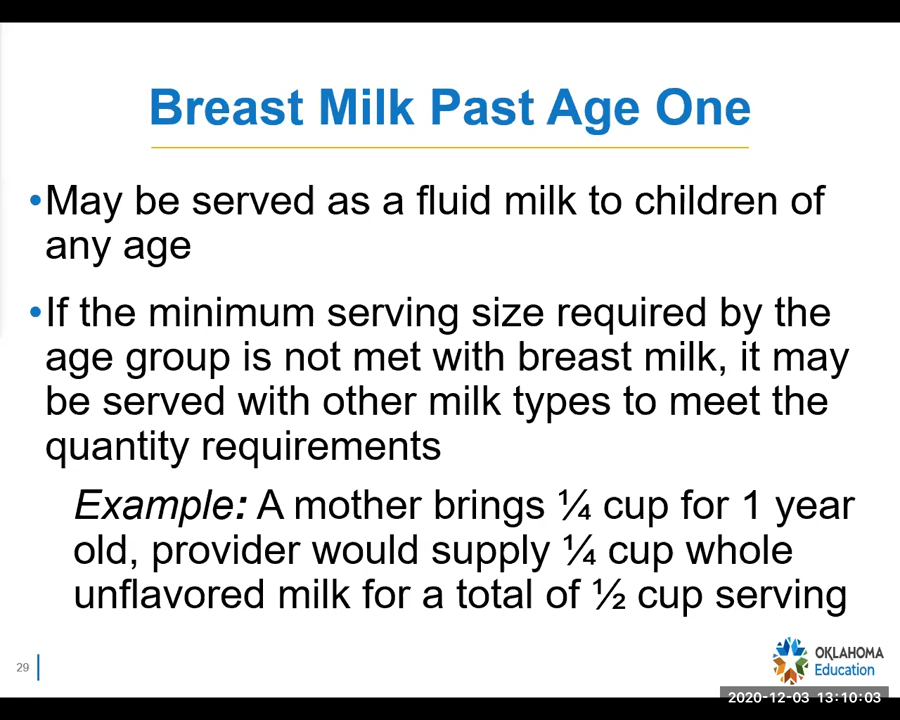 Breast Milk Past Age One
•May be served as a fluid milk to children of
any age
•If the minimum serving size required by the
age group is not met with breast milk, it may
be served with other milk types to meet the
quantity requirements
Example: A mother brings ¼ cup for 1 year
old, provider would supply ¼ cup whole
unflavored milk for a total of ½ cup serving
29
OKLAHOMA
Education
2020-12-03 13:10:03